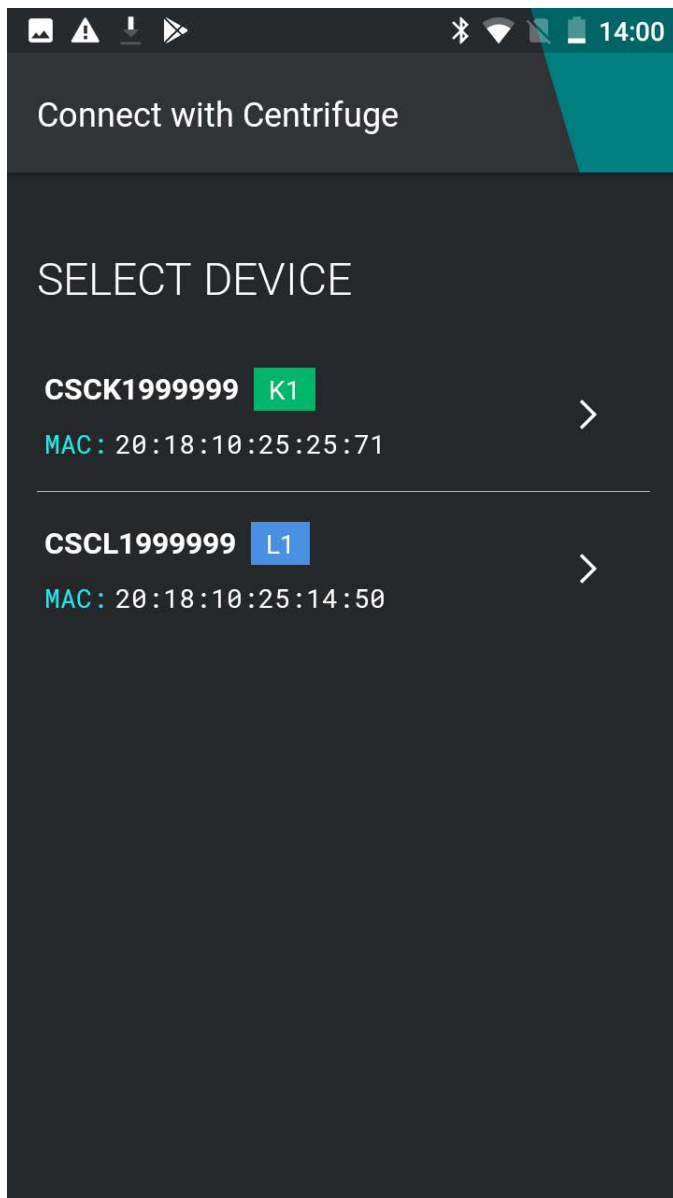 14:00
Connect with Centrifuge
SELECT DEVICE
CSCK1999999 K1
MAC: 20:18:10:25:25:71
CSCL1999999 L1
MAC: 20:18:10:25:14:50